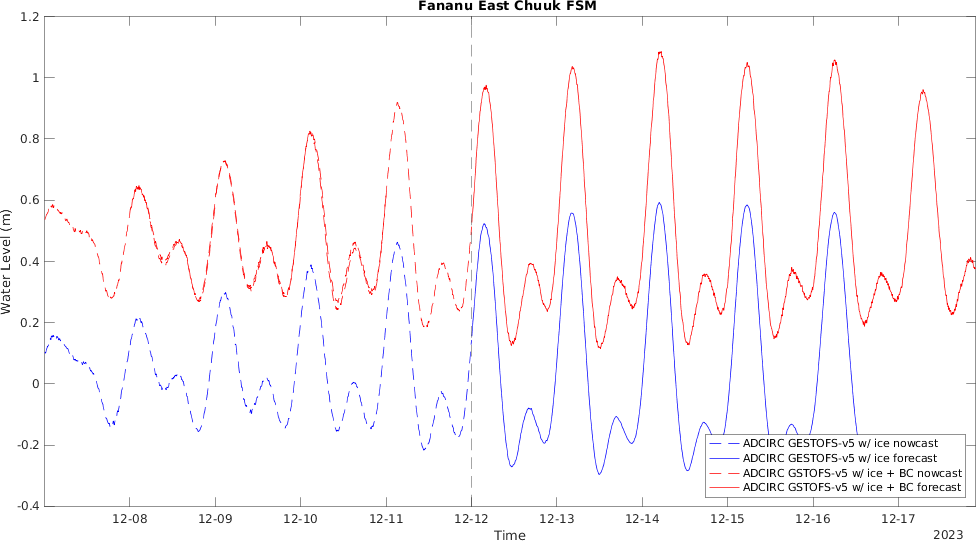 Fananu East Chuuk FSM
1.2
1
0.8
0.6
0.4
0.2
0
-0.2
-0.4
Water Level (m)
ADCIRC GESTOFS-v5 w/ ice nowcast
ADCIRC GESTOFS-v5 w/ ice forecast
ADCIRC GSTOFS-v5 w/ ice + BC nowcast
ADCIRC GSTOFS-v5 w/ ice + BC forecast
12-08 12-09 12-10 12-11 12-12 12-13 12-14 12-15 12-16 12-17
Time
2023